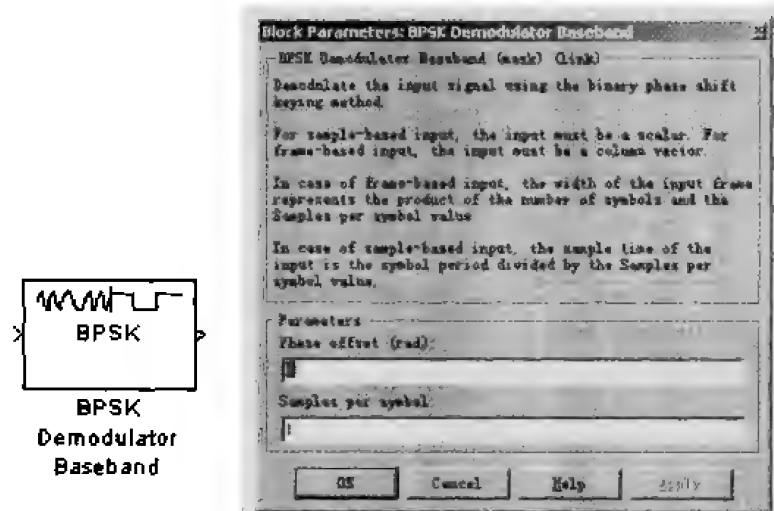 BPSK
BPSK
Demodulator
Baseband
Block Parameters: BPSK Demodulator Baseband
BPSK Demodulator Baseband (mask) (link)
Demodulate the input signal using the binary phase shift
keying method
For sample-based input, the input must be a scalar. For
frame-based input, the input must be a column vector.
In case of frame-based input, the width of the input frame
represents the product of the number of symbols and the
Samples per symbol value
In case of sample-based input, the sample time of the
input is the symbol period divided by the Samples per
symbol value.
Parameters
Phase offset (rad):
Samples per symbol:
OK Cancel Help Apply